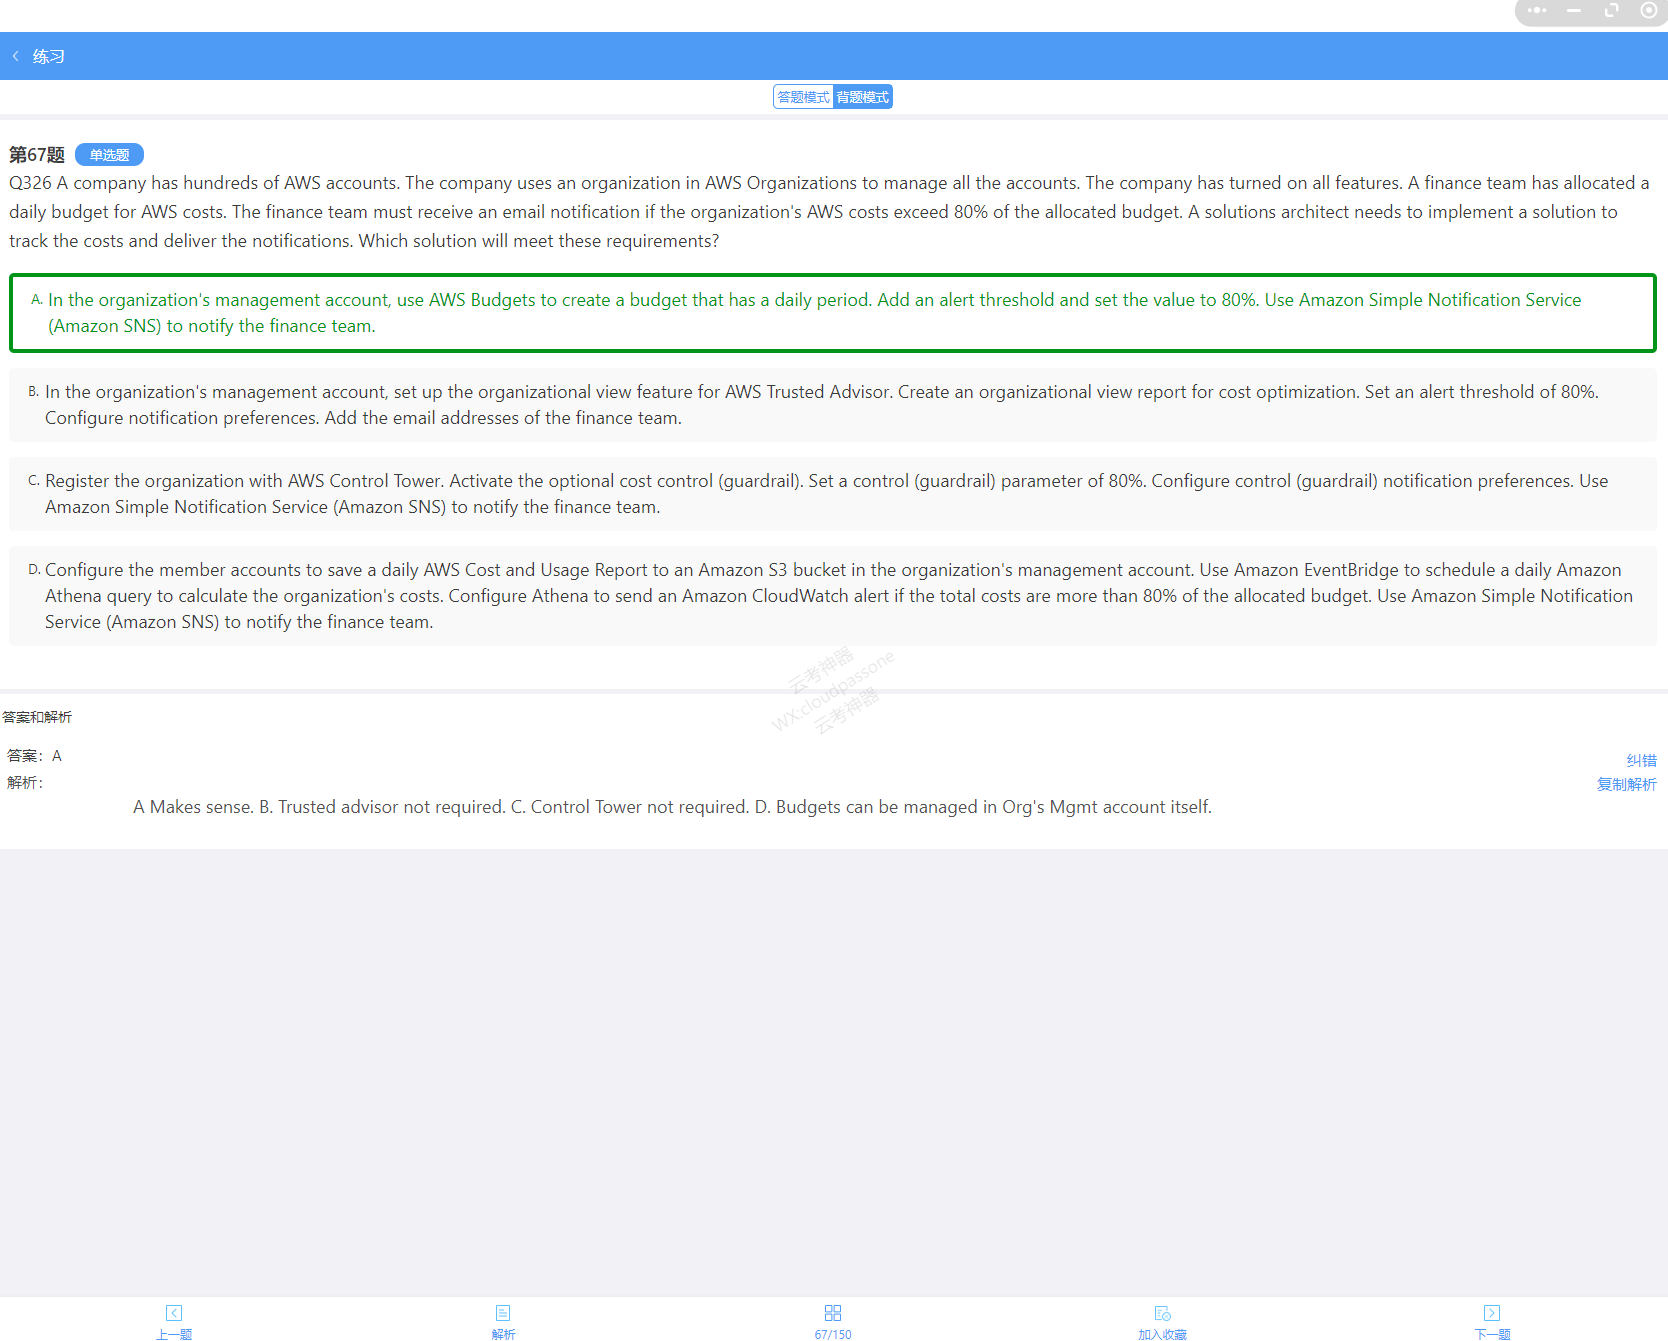 练习
答题模式 背题模式
第67题 单选题
Q326 A company has hundreds of AWS accounts. The company uses an organization in AWS Organizations to manage all the accounts. The company has turned on all features. A finance team has allocated a
daily budget for AWS costs. The finance team must receive an email notification if the organization's AWS costs exceed 80% of the allocated budget. A solutions architect needs to implement a solution to
track the costs and deliver the notifications. Which solution will meet these requirements?
A. In the organization's management account, use AWS Budgets to create a budget that has a daily period. Add an alert threshold and set the value to 80%. Use Amazon Simple Notification Service
(Amazon SNS) to notify the finance team.
B. In the organization's management account, set up the organizational view feature for AWS Trusted Advisor. Create an organizational view report for cost optimization. Set an alert threshold of 80%.
Configure notification preferences. Add the email addresses of the finance team.
C. Register the organization with AWS Control Tower. Activate the optional cost control (guardrail). Set a control (guardrail) parameter of 80%. Configure control (guardrail) notification preferences. Use
Amazon Simple Notification Service (Amazon SNS) to notify the finance team.
D. Configure the member accounts to save a daily AWS Cost and Usage Report to an Amazon S3 bucket in the organization's management account. Use Amazon EventBridge to schedule a daily Amazon
Athena query to calculate the organization's costs. Configure Athena to send an Amazon CloudWatch alert if the total costs are more than 80% of the allocated budget. Use Amazon Simple Notification
Service (Amazon SNS) to notify the finance team.
云考神器
WX:cloudpassone
云考神器
答案和解析
答案：A
纠错
解析：
复制解析
A Makes sense. B. Trusted advisor not required. C. Control Tower not required. D. Budgets can be managed in Org's Mgmt account itself.
上一题 解析 67/150 加入收藏 下一题